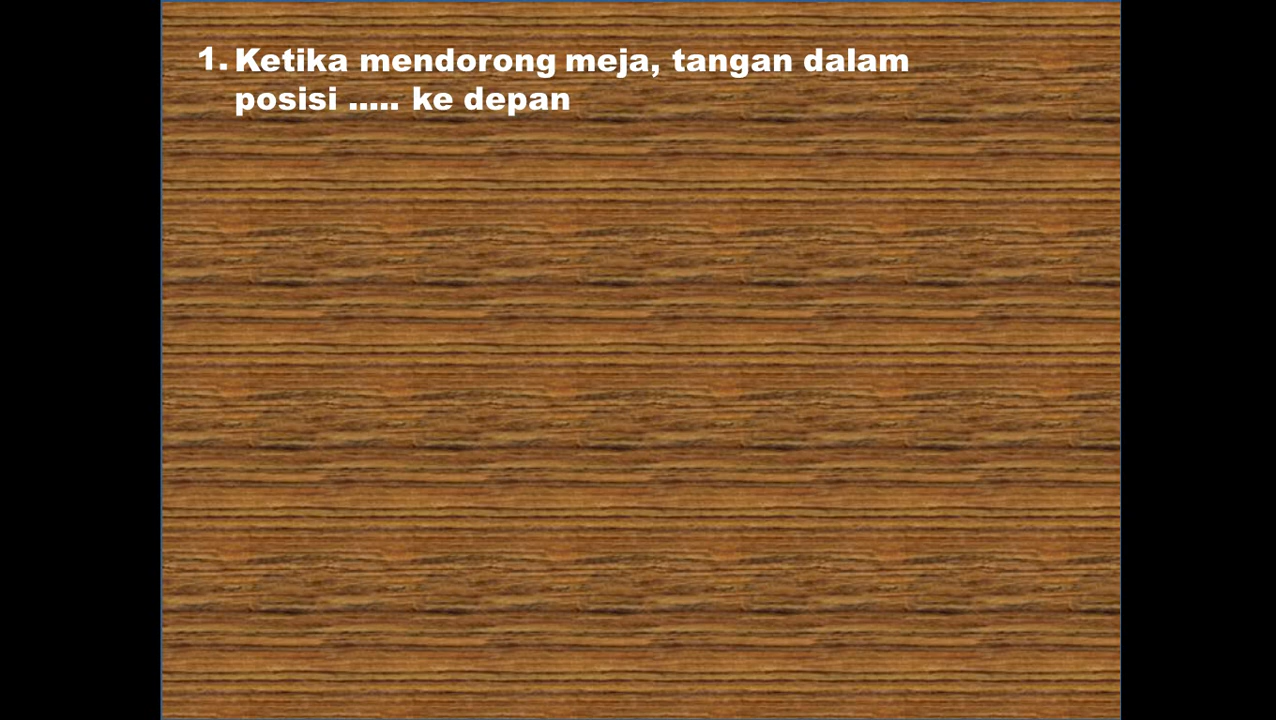 1. Ketika mendorong meja, tangan dalam
posisi ..... ke depan